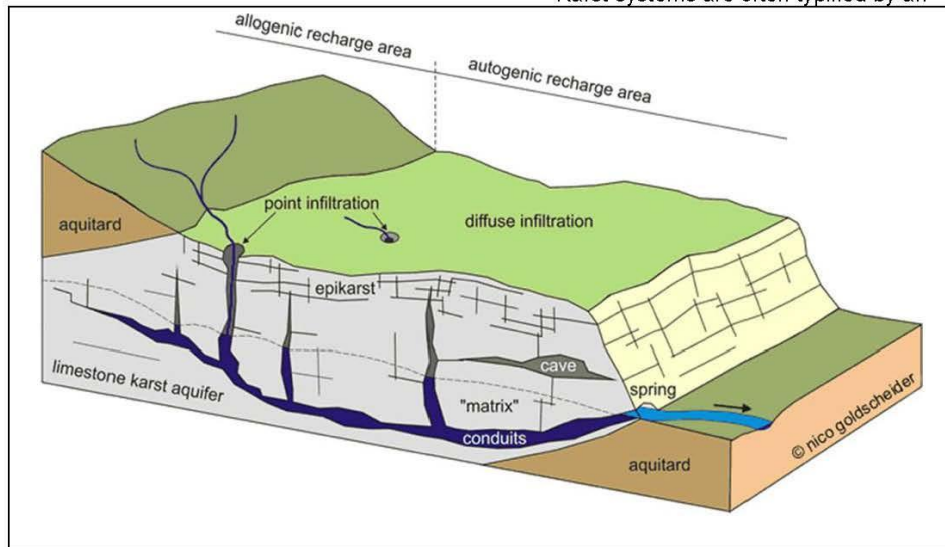 allogenic recharge area
autogenic recharge area
point infiltration
aquitard
diffuse infiltration
epikarst
cave
spring
limestone karst aquifer
"matrix"
conduits
aquitard
© nico goldscheider